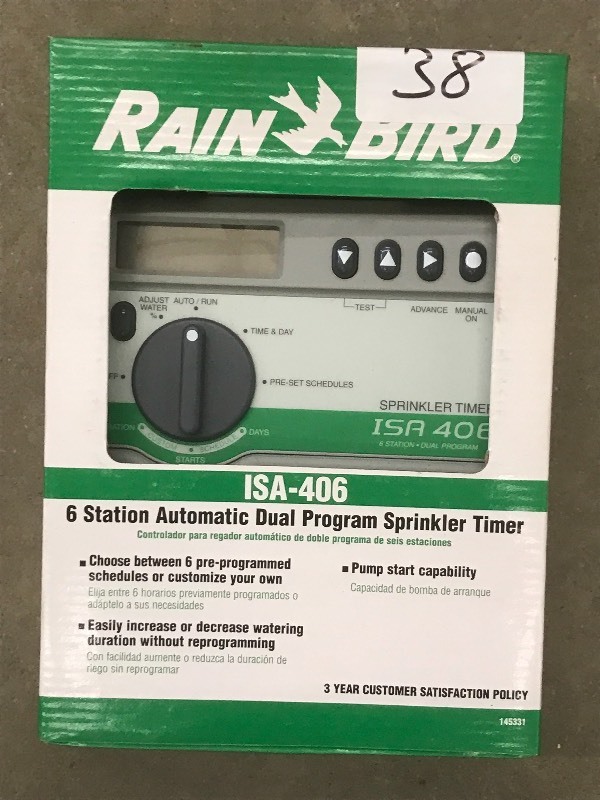 38
RAIN BIRD®
TEST
ADVANCE
MANUAL ON
ADJUST WATER %
AUTO / RUN
TIME & DAY
PRE-SET SCHEDULES
SPRINKLER TIMER
ISA 406
6 STATION • DUAL PROGRAM
CUSTOM SCHEDULE
DAYS
STARTS
ISA-406
6 Station Automatic Dual Program Sprinkler Timer
Controlador para regador automático de doble programa de seis estaciones
■ Choose between 6 pre-programmed
schedules or customize your own
Elija entre 6 horarios previamente programados o
adáptelo a sus necesidades
■ Easily increase or decrease watering
duration without reprogramming
Con facilidad aumente o reduzca la duración de
riego sin reprogramar
■ Pump start capability
Capacidad de bomba de arranque
3 YEAR CUSTOMER SATISFACTION POLICY
145331